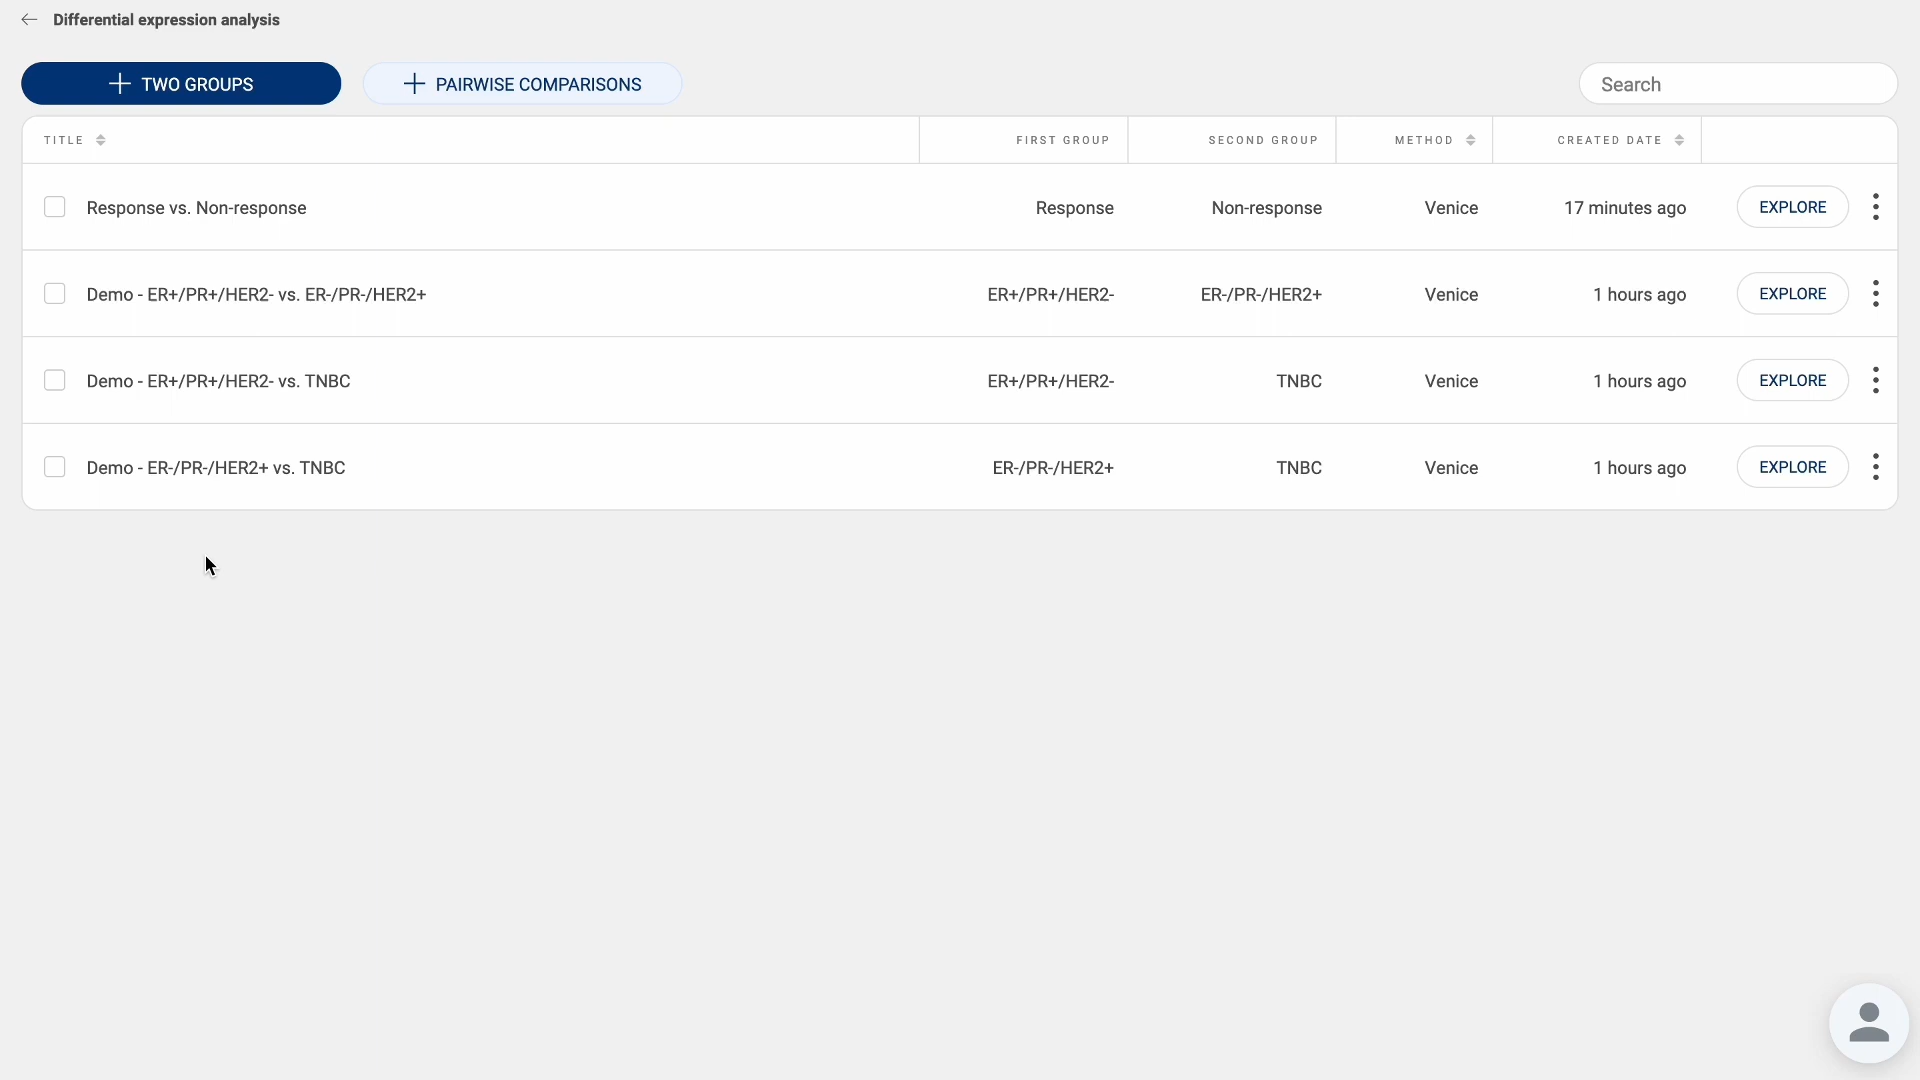 Differential expression analysis
TWO GROUPS
PAIRWISE COMPARISONS
Search
TITLE FIRST GROUP SECOND GROUP METHOD CREATED DATE
Response vs. Non-response Response Non-response Venice 17 minutes ago EXPLORE
Demo - ER+/PR+/HER2- vs. ER-/PR-/HER2+ ER+/PR+/HER2- ER-/PR-/HER2+ Venice 1 hours ago EXPLORE
Demo - ER+/PR+/HER2- vs. TNBC ER+/PR+/HER2- TNBC Venice 1 hours ago EXPLORE
Demo - ER-/PR-/HER2+ vs. TNBC ER-/PR-/HER2+ TNBC Venice 1 hours ago EXPLORE